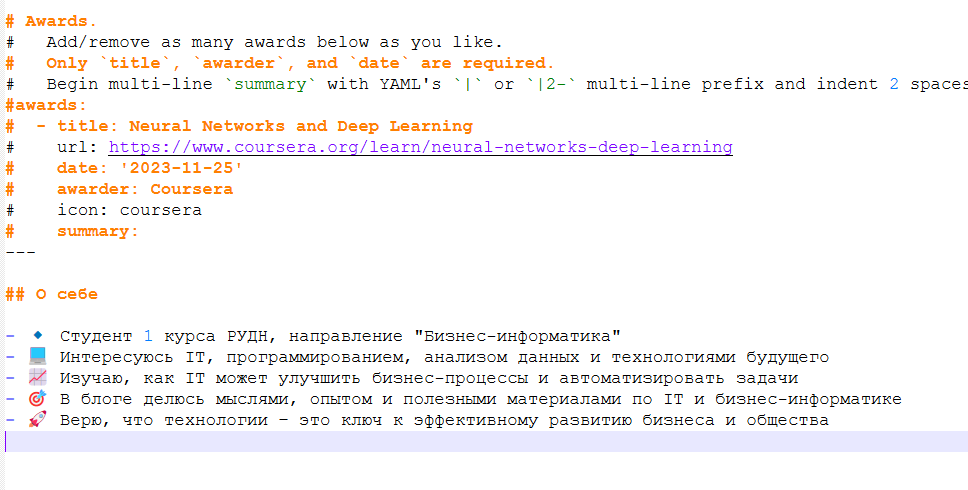 # Awards.
#   Add/remove as many awards below as you like.
#   Only `title`, `awarder`, and `date` are required.
#   Begin multi-line `summary` with YAML's `|` or `|2-` multi-line prefix and indent 2 spaces
#awards:
#  - title: Neural Networks and Deep Learning
#    url: https://www.coursera.org/learn/neural-networks-deep-learning
#    date: '2023-11-25'
#    awarder: Coursera
#    icon: coursera
#    summary:
---
## О себе
- 🔹 Студент 1 курса РУДН, направление "Бизнес-информатика"
- 💻 Интересуюсь IT, программированием, анализом данных и технологиями будущего
- 📈 Изучаю, как IT может улучшить бизнес-процессы и автоматизировать задачи
- 🎯 В блоге делюсь мыслями, опытом и полезными материалами по IT и бизнес-информатике
- 🚀 Верю, что технологии – это ключ к эффективному развитию бизнеса и общества